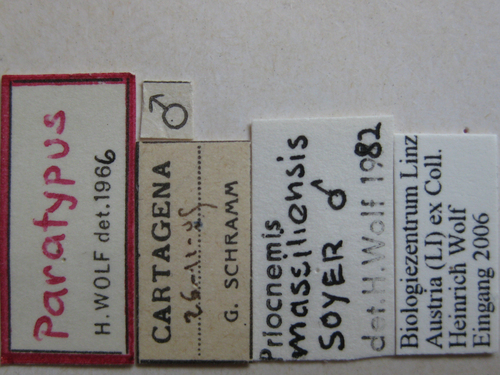 Paratypus
H. WOLF det. 1966
♂
CARTAGENA
G. SCHRAMM
Priocnemis
massiliensis
SOYER ♂
det. H. Wolf 1982
Biologiezentrum Linz
Austria (LI) ex Coll.
Heinrich Wolf
Eingang 2006